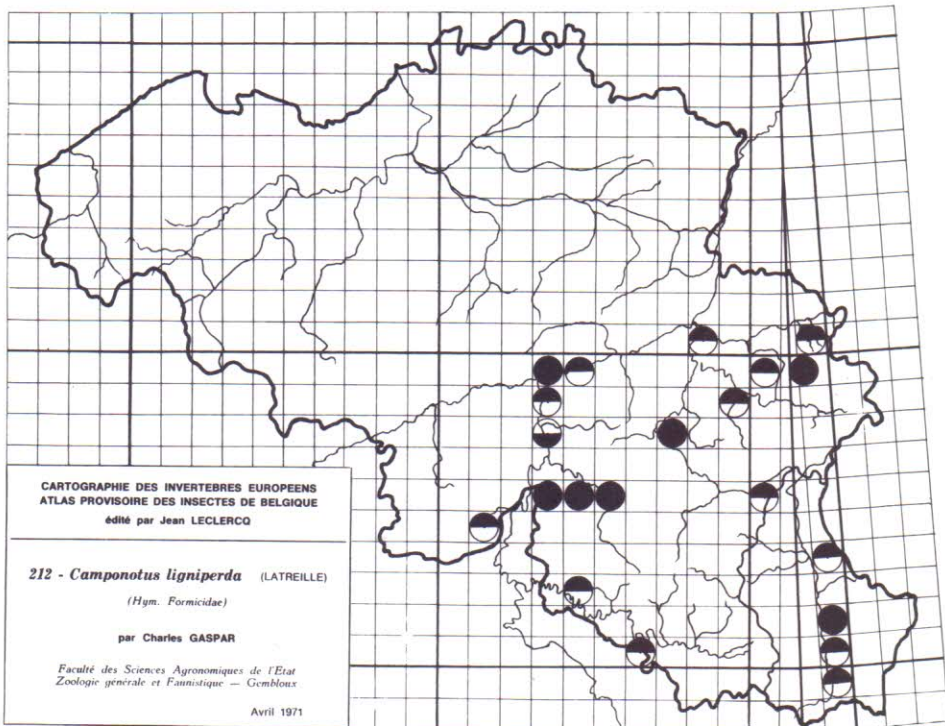 CARTOGRAPHIE DES INVERTEBRES EUROPEENS
ATLAS PROVISOIRE DES INSECTES DE BELGIQUE
édité par Jean LECLERCQ
212 - Camponotus ligniperda (LATREILLE)
(Hym. Formicidae)
par Charles GASPAR
Faculté des Sciences Agronomiques de l'Etat
Zoologie générale et Faunistique — Gembloux
Avril 1971